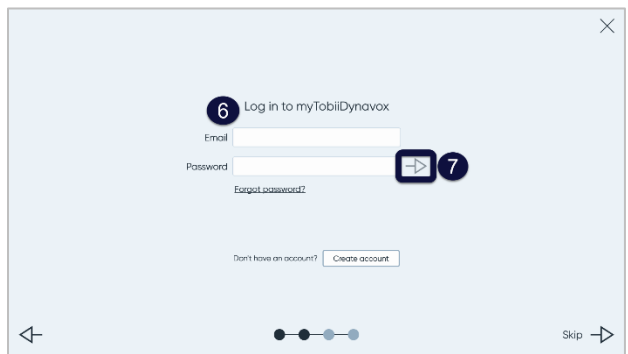 6 Log in to myTobiiDynavox
Email
Password 7
Forgot password?
Don't have an account? Create account
Skip